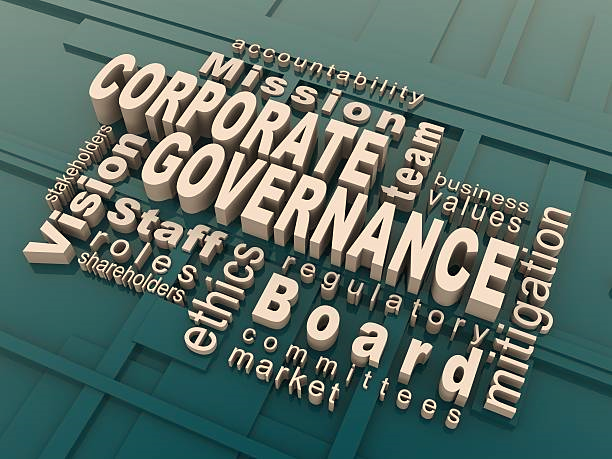 accountability
Mission
CORPORATE
GOVERNANCE
team
business
values
stakeholders
Vision
Staff
roles
shareholders
ethics
regulatory
Board
committees
market
mitigation